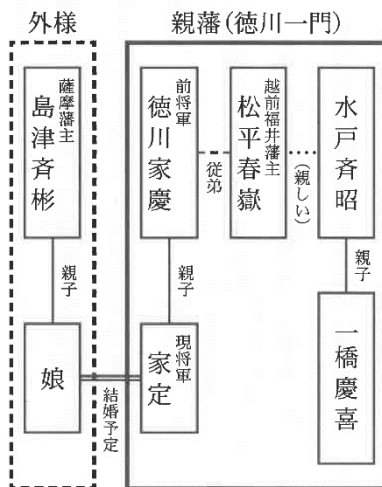 外様
親藩(徳川一門)
薩摩藩主
島津斉彬
前将軍
徳川家慶
従弟
越前福井藩主
松平春嶽
(親しい)
水戸斉昭
親子
親子
親子
娘
結婚予定
現将軍
家定
一橋慶喜